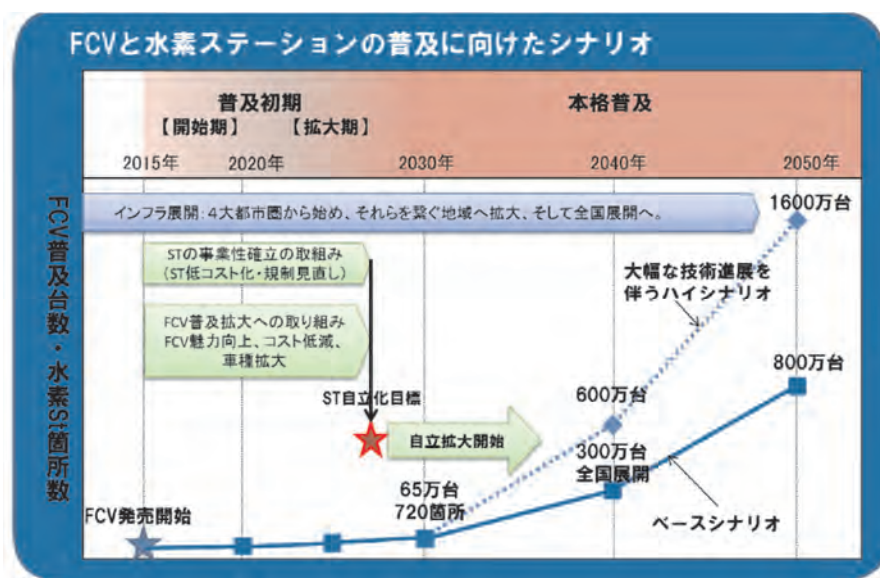 FCVと水素ステーションの普及に向けたシナリオ
普及初期
本格普及
【開始期】
【拡大期】
2015年
2020年
2030年
2040年
2050年
FCV普及台数・水素St箇所数
インフラ展開:4大都市圏から始め、それらを繋ぐ地域へ拡大、そして全国展開へ。
1600万台
STの事業性確立の取組み
(ST低コスト化・規制見直し)
大幅な技術進展を
伴うハイシナリオ
FCV普及拡大への取り組み
FCV魅力向上、コスト低減、
車種拡大
800万台
ST自立化目標
600万台
自立拡大開始
300万台
全国展開
65万台
720箇所
FCV発売開始
ベースシナリオ